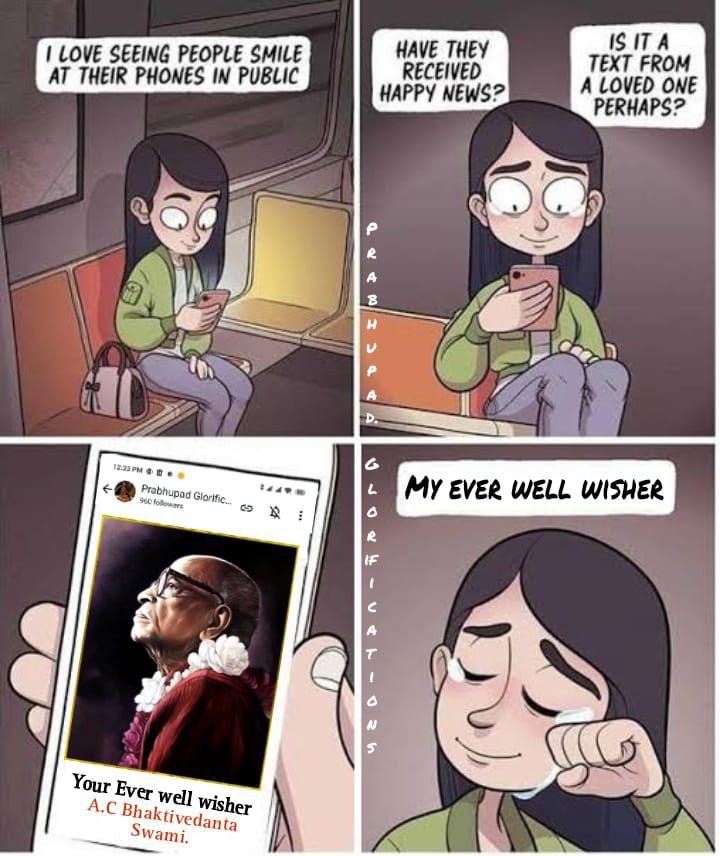 I LOVE SEEING PEOPLE SMILE
AT THEIR PHONES IN PUBLIC
HAVE THEY
RECEIVED
HAPPY NEWS?
IS IT A
TEXT FROM
A LOVED ONE
PERHAPS?
PRABHUPAD.
GLORIFICATIONS
12:33 PM
Prabhupad Glorific...
960 followers
Your Ever well wisher
A.C Bhaktivedanta
Swami.
MY EVER WELL WISHER